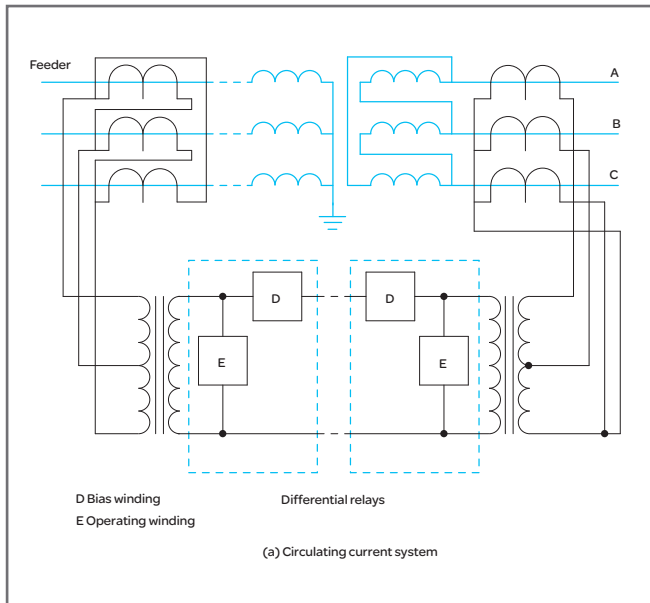 Feeder
A
B
C
D
D
E
E
D Bias winding
Differential relays
E Operating winding
(a) Circulating current system